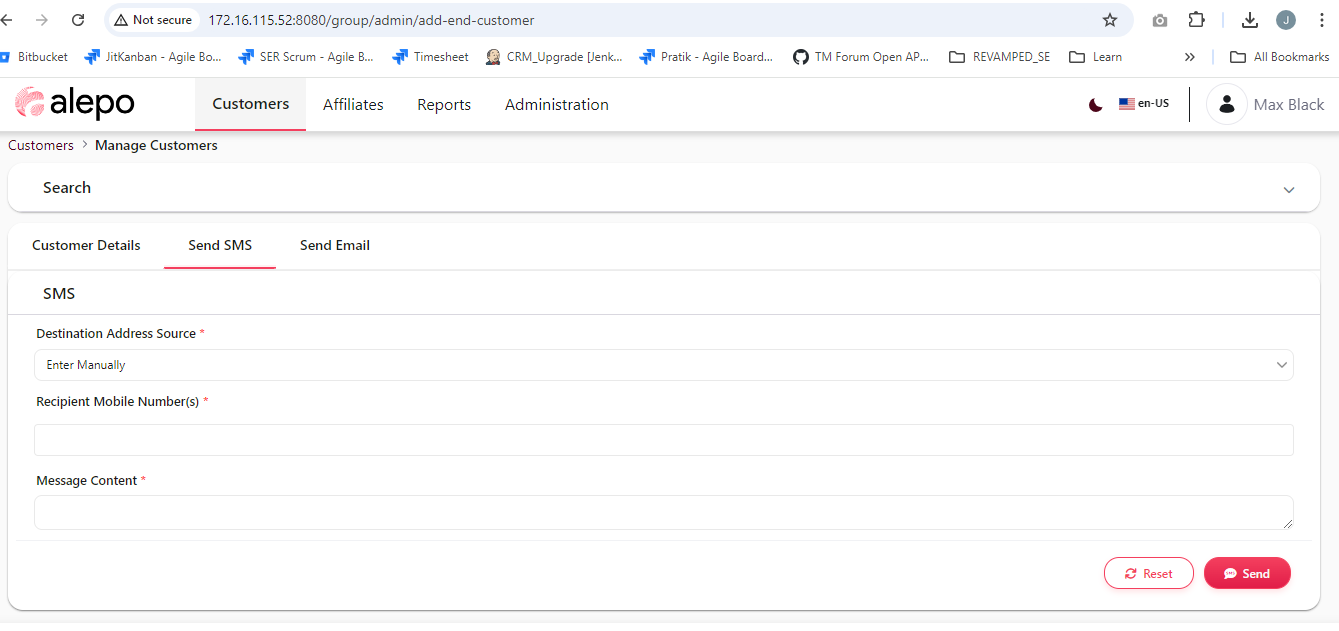 Not secure 172.16.115.52:8080/group/admin/add-end-customer J
Bitbucket JitKanban - Agile Bo... SER Scrum - Agile B... Timesheet CRM_Upgrade [Jenk... Pratik - Agile Board... TM Forum Open AP... REVAMPED_SE Learn » All Bookmarks
alepo Customers Affiliates Reports Administration en-US Max Black
Customers > Manage Customers
Search
Customer Details Send SMS Send Email
SMS
Destination Address Source *
Enter Manually
Recipient Mobile Number(s) *
Message Content *
Reset Send